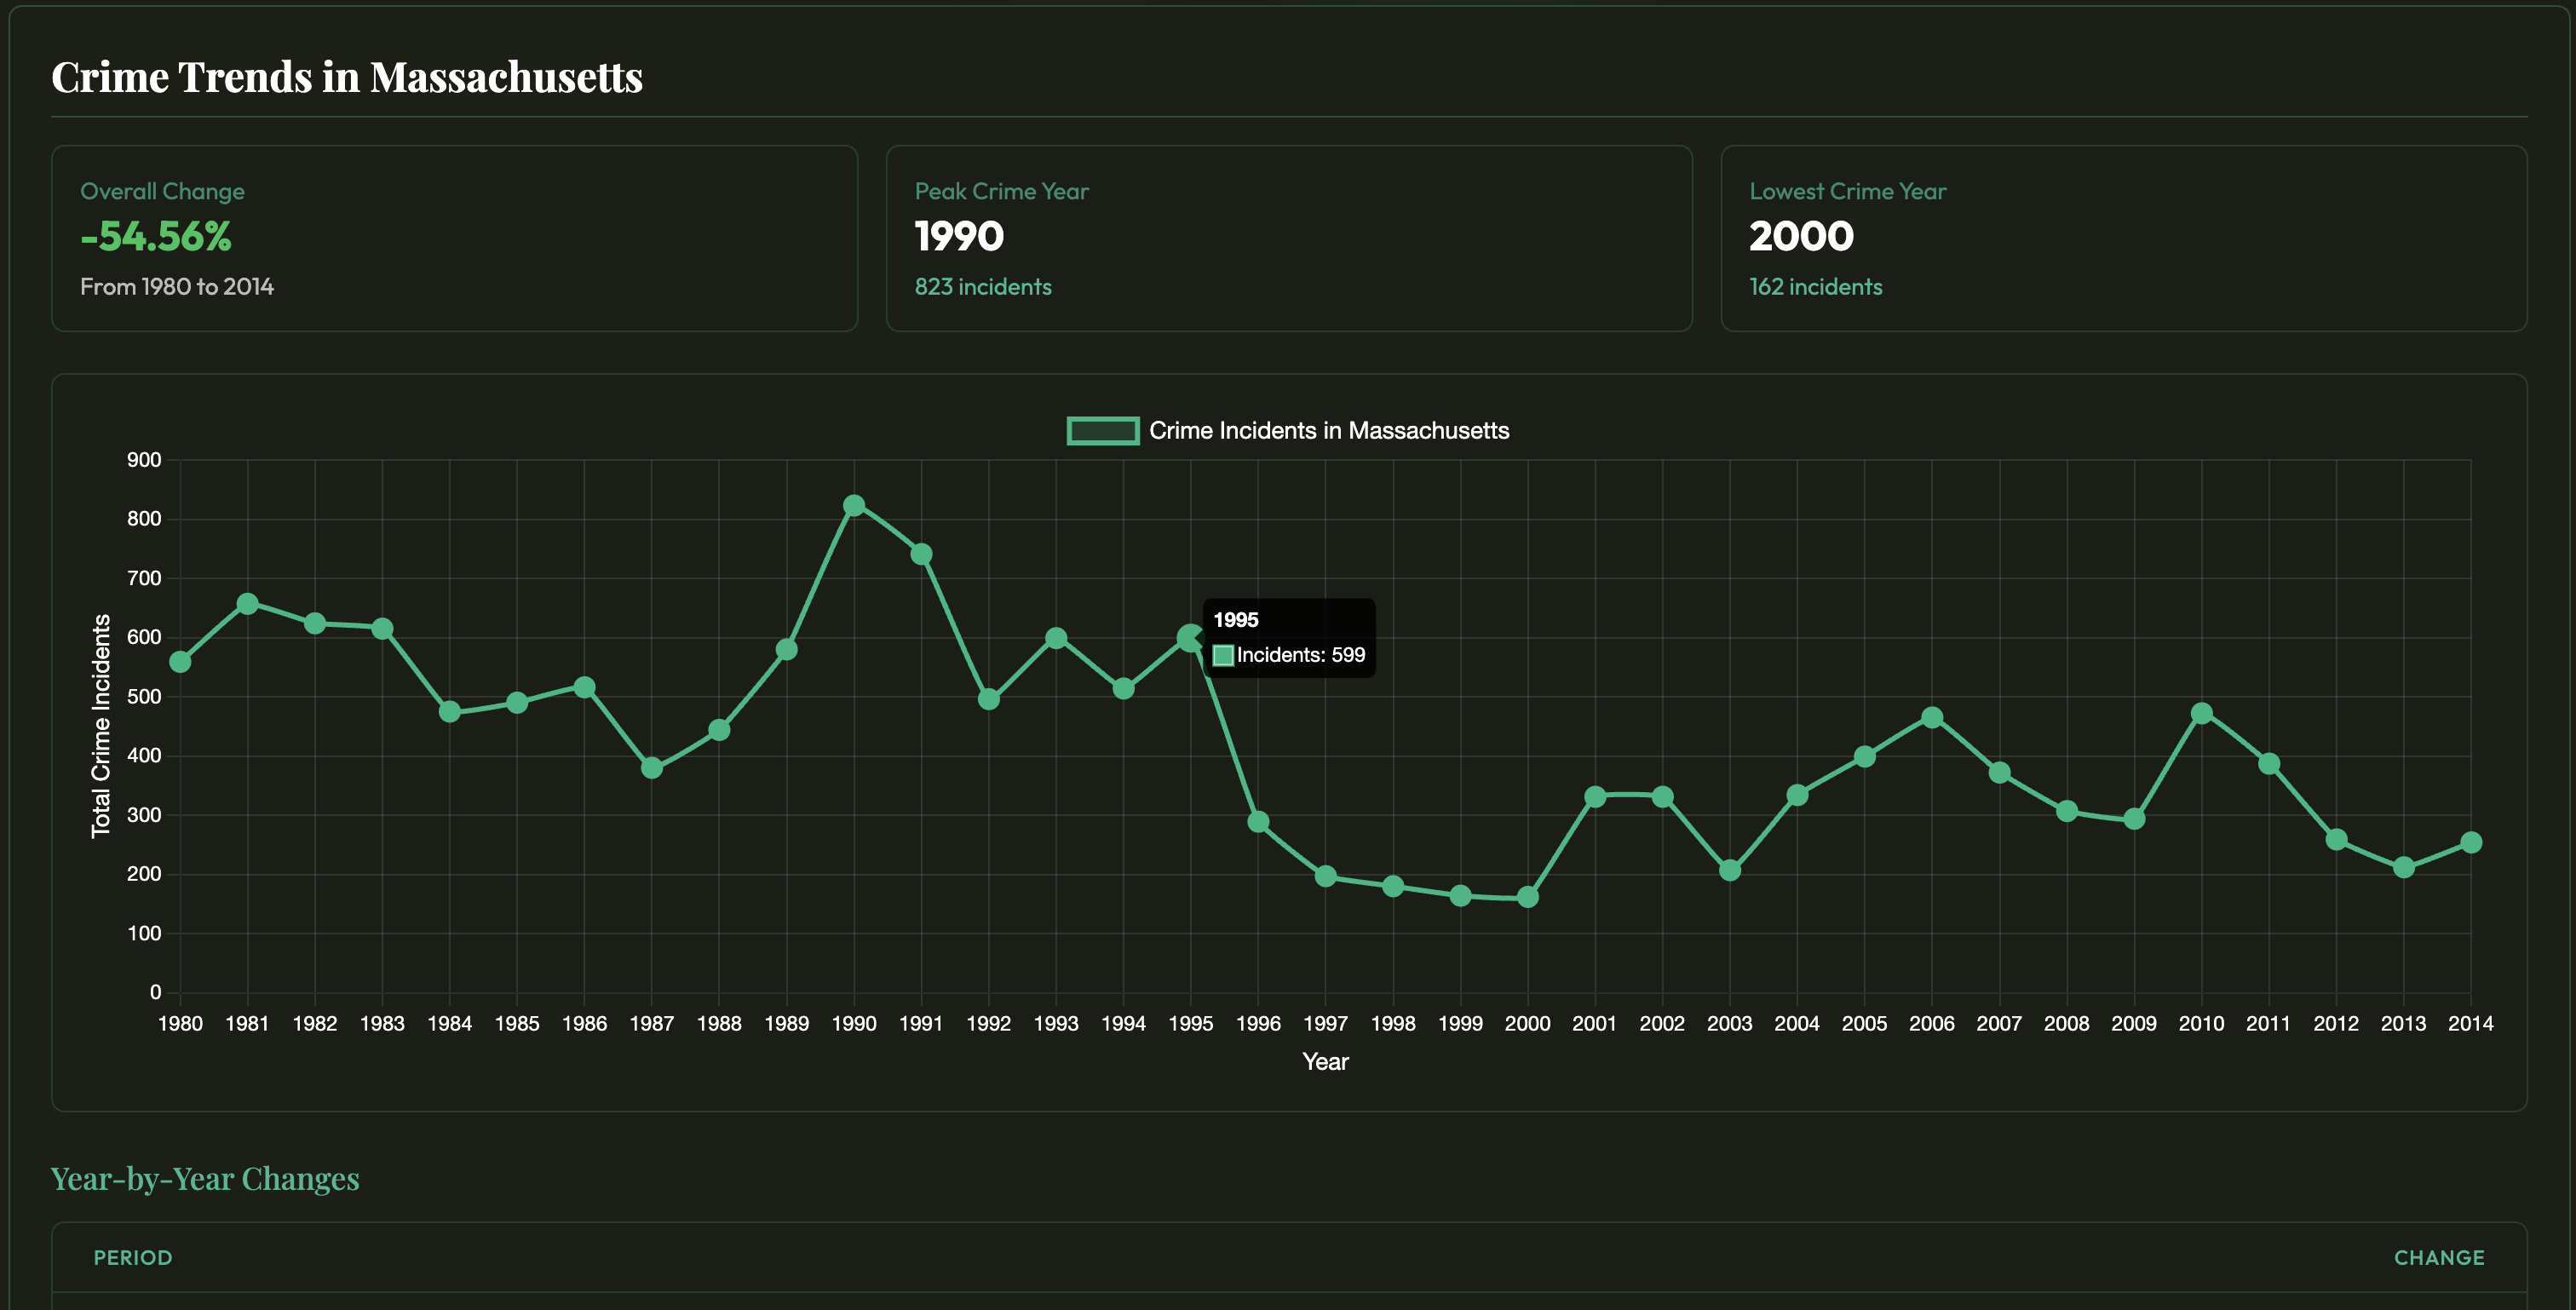 Crime Trends in Massachusetts
Overall Change
-54.56%
From 1980 to 2014
Peak Crime Year
1990
823 incidents
Lowest Crime Year
2000
162 incidents
Crime Incidents in Massachusetts
900
800
700
600
500
400
300
200
100
0
Total Crime Incidents
1995
Incidents: 599
1980 1981 1982 1983 1984 1985 1986 1987 1988 1989 1990 1991 1992 1993 1994 1995 1996 1997 1998 1999 2000 2001 2002 2003 2004 2005 2006 2007 2008 2009 2010 2011 2012 2013 2014
Year
Year-by-Year Changes
PERIOD CHANGE